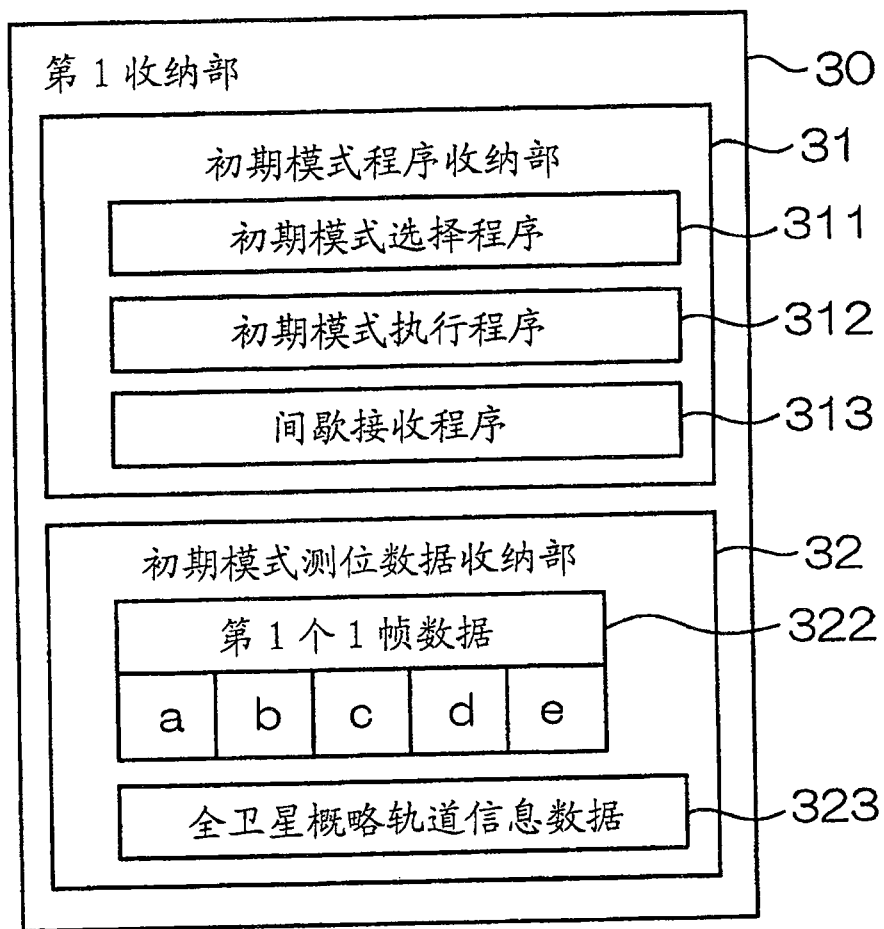 第1收纳部
30
初期模式程序收纳部
31
初期模式选择程序
311
初期模式执行程序
312
间歇接收程序
313
初期模式测位数据收纳部
32
第1个1帧数据
322
a b c d e
全卫星概略轨道信息数据
323